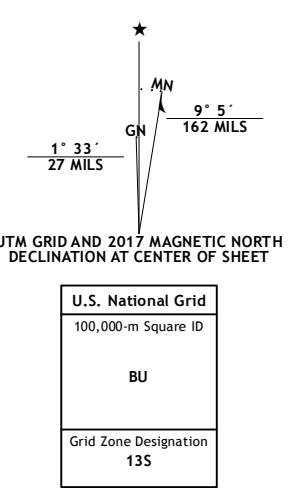 ★
MN
GN
9° 5´
162 MILS
1° 33´
27 MILS
UTM GRID AND 2017 MAGNETIC NORTH
DECLINATION AT CENTER OF SHEET
U.S. National Grid
100,000-m Square ID
BU
Grid Zone Designation
13S